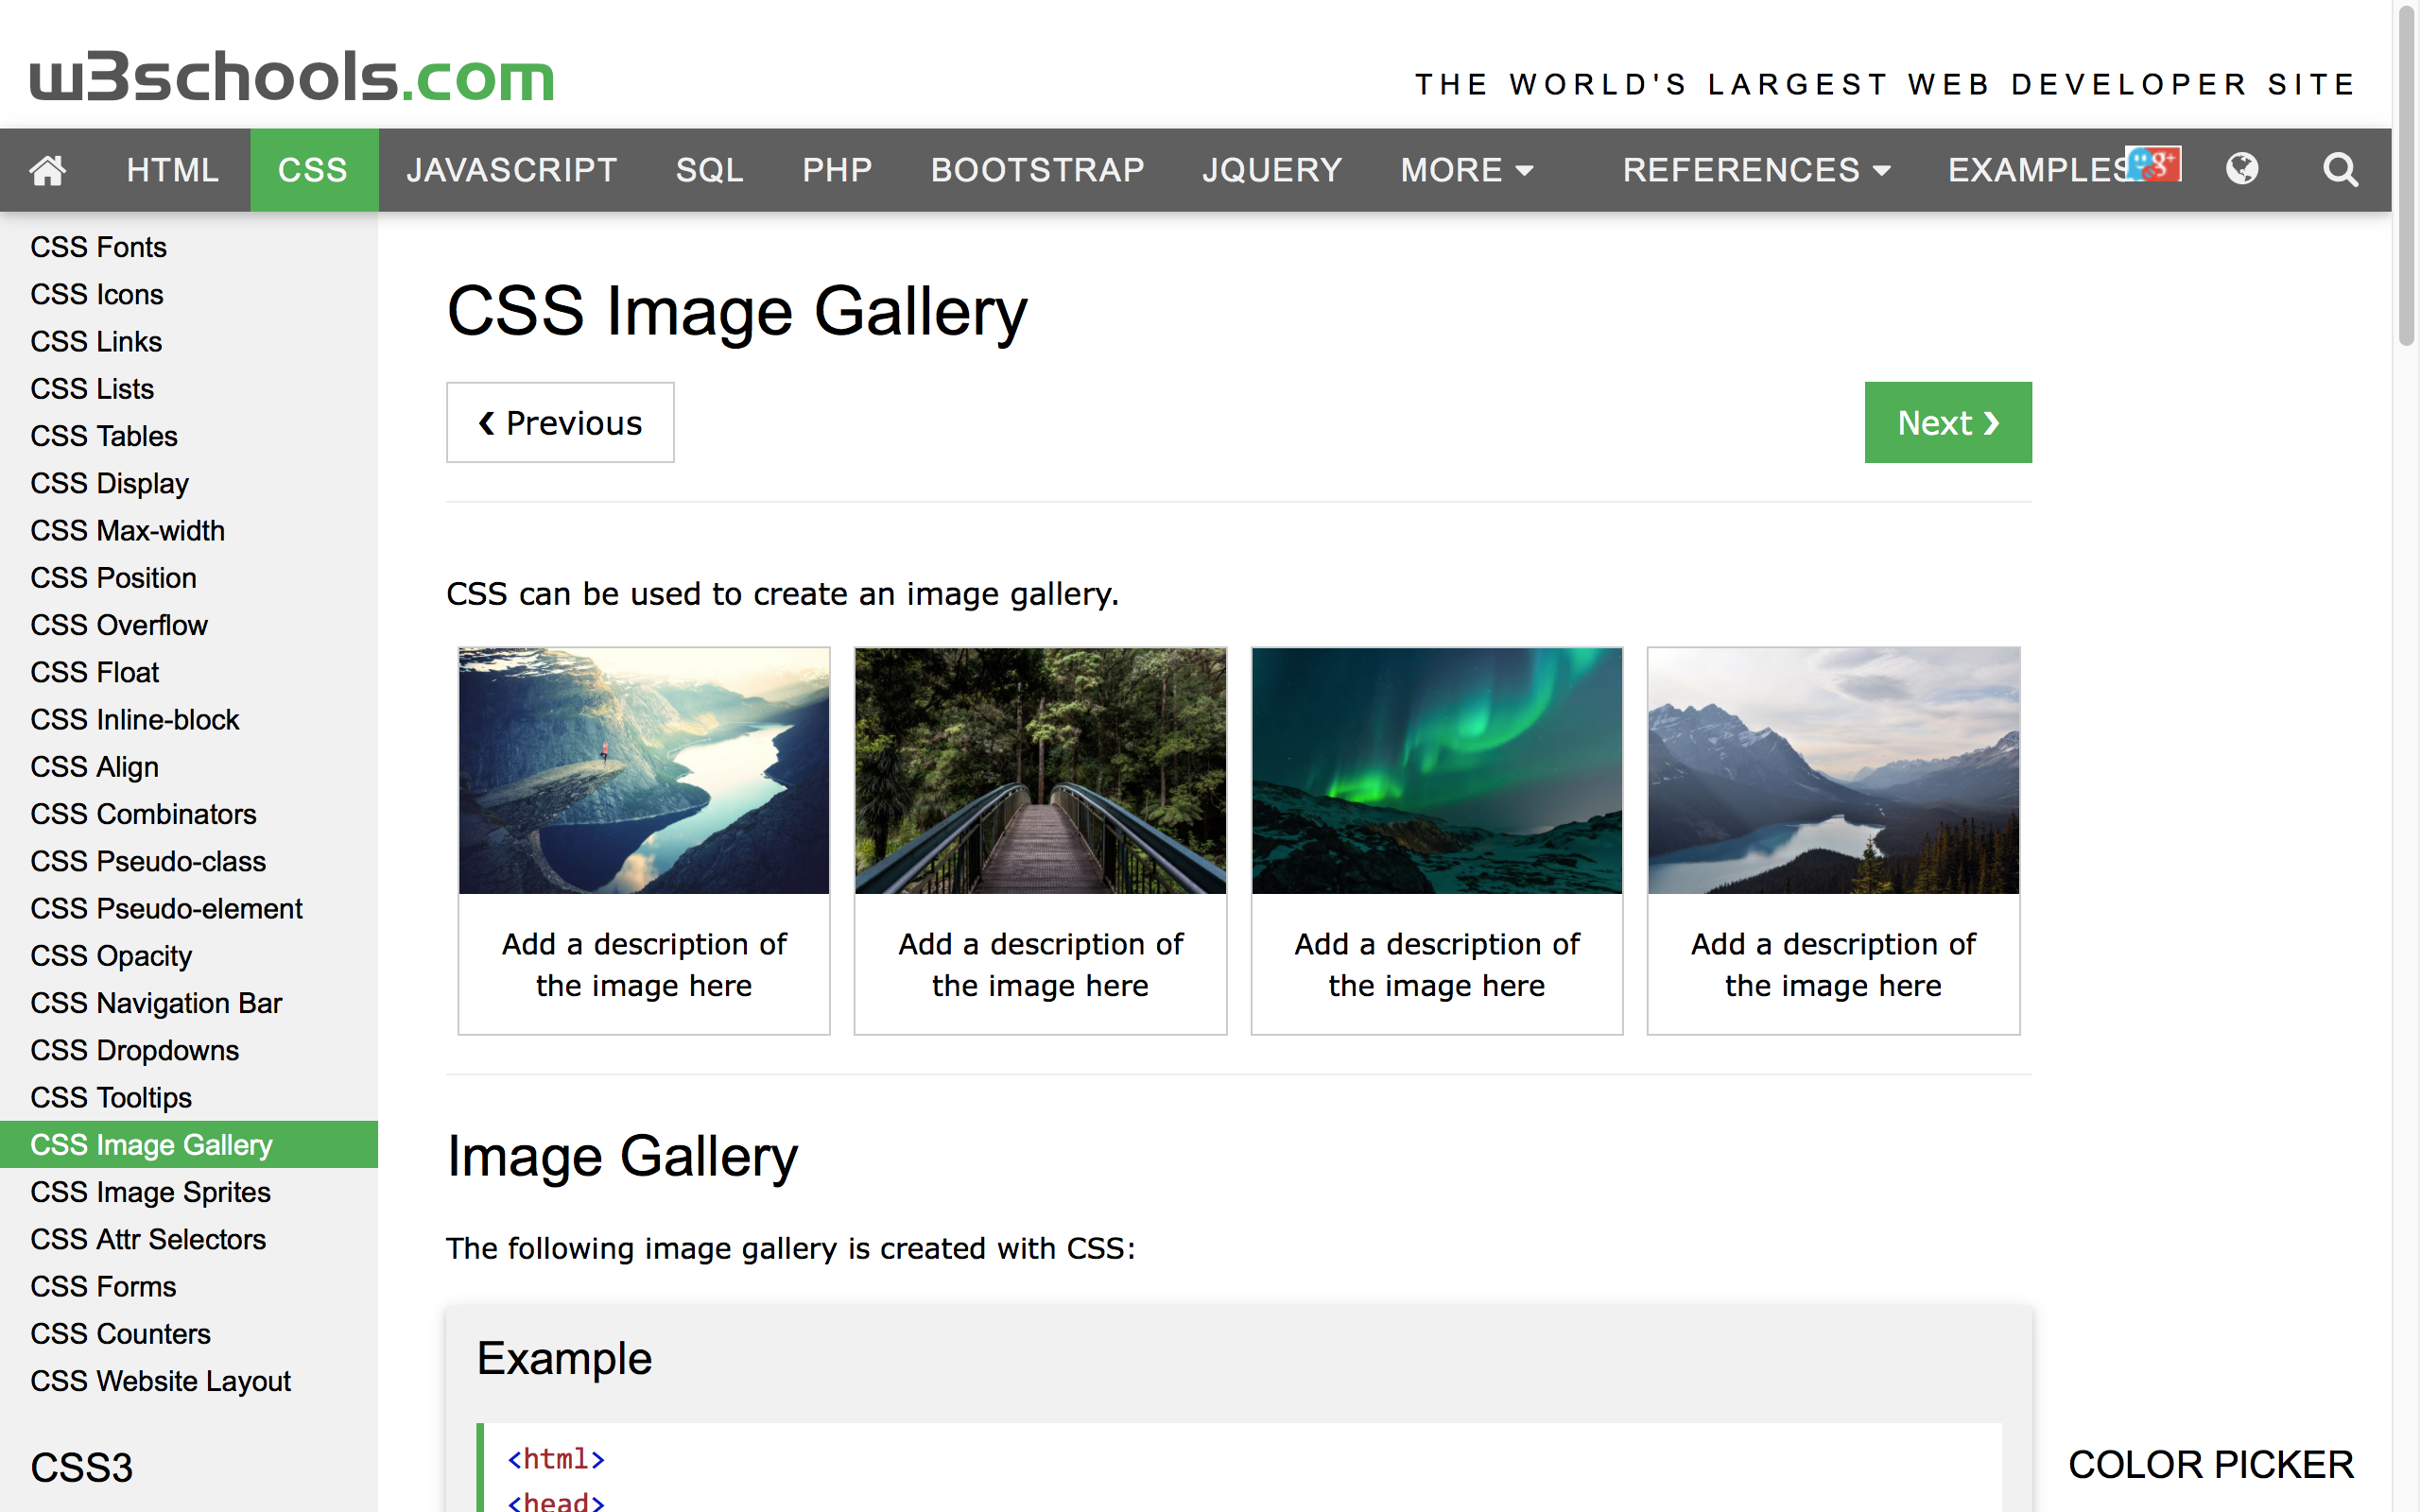 w3schools.com
THE WORLD'S LARGEST WEB DEVELOPER SITE
HTML CSS JAVASCRIPT SQL PHP BOOTSTRAP JQUERY MORE REFERENCES EXAMPLES
g+
CSS Fonts
CSS Icons
CSS Links
CSS Lists
CSS Tables
CSS Display
CSS Max-width
CSS Position
CSS Overflow
CSS Float
CSS Inline-block
CSS Align
CSS Combinators
CSS Pseudo-class
CSS Pseudo-element
CSS Opacity
CSS Navigation Bar
CSS Dropdowns
CSS Tooltips
CSS Image Gallery
CSS Image Sprites
CSS Attr Selectors
CSS Forms
CSS Counters
CSS Website Layout
CSS3
CSS Image Gallery
❮ Previous
Next ❯
CSS can be used to create an image gallery.
Add a description of
the image here
Add a description of
the image here
Add a description of
the image here
Add a description of
the image here
Image Gallery
The following image gallery is created with CSS:
Example
<html>
<head>
COLOR PICKER